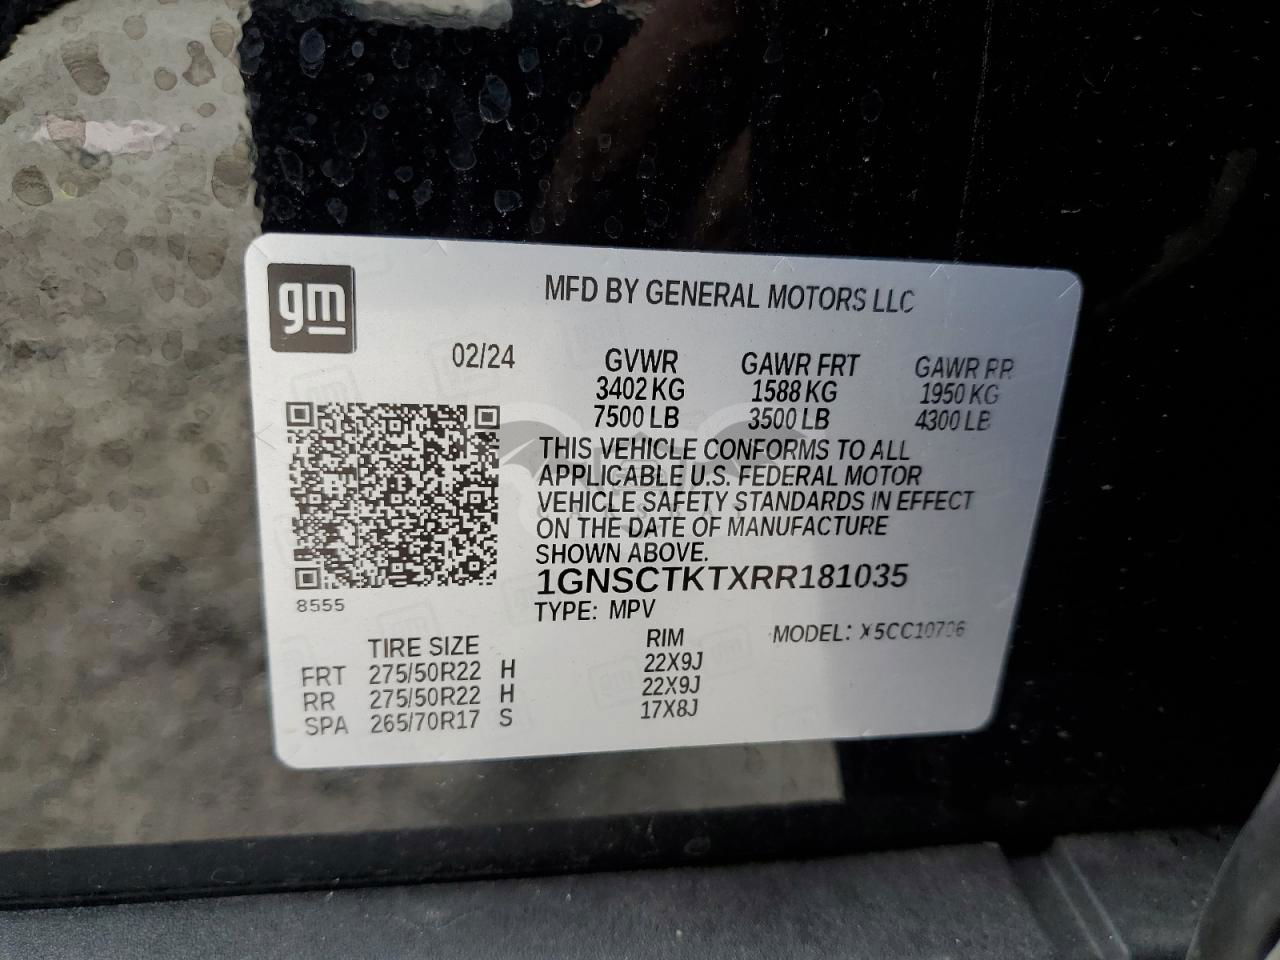 gm
MFD BY GENERAL MOTORS LLC
02/24
GVWR GAWR FRT GAWR RR
3402 KG 1588 KG 1950 KG
7500 LB 3500 LB 4300 LB
THIS VEHICLE CONFORMS TO ALL
APPLICABLE U.S. FEDERAL MOTOR
VEHICLE SAFETY STANDARDS IN EFFECT
ON THE DATE OF MANUFACTURE
SHOWN ABOVE.
1GNSCTKTXRR181035
8555
TYPE: MPV
MODEL:
TIRE SIZE RIM
FRT 275/50R22 H 22X9J
RR 275/50R22 H 22X9J
SPA 265/70R17 S 17X8J